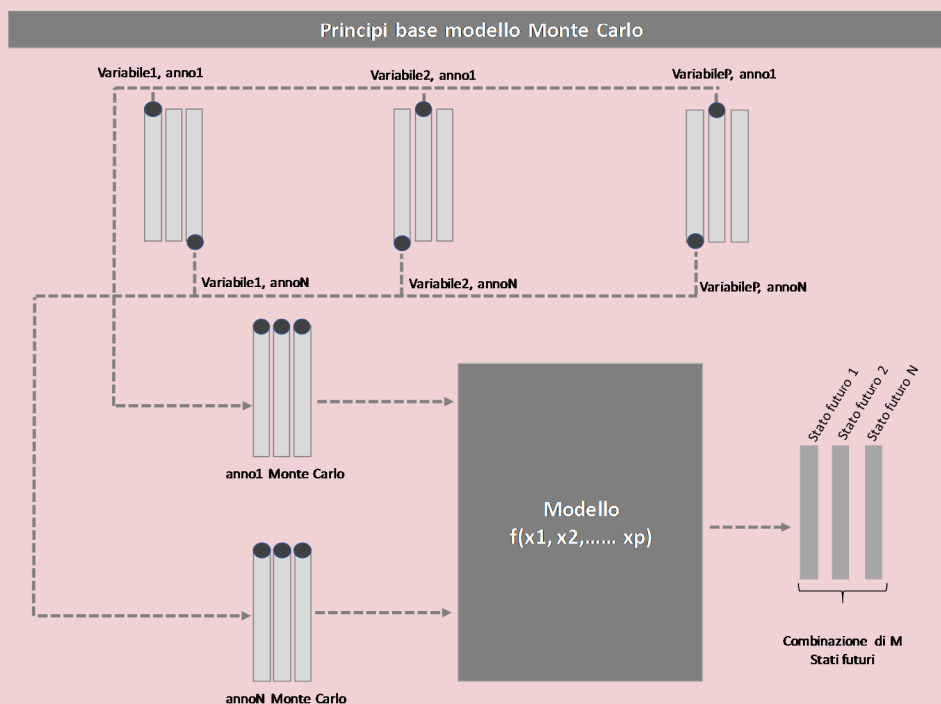 Principi base modello Monte Carlo
Variabile1, anno1
Variabile2, anno1
VariabileP, anno1
Variabile1, annoN
Variabile2, annoN
VariabileP, annoN
anno1 Monte Carlo
Modello
f(x1, x2,...... xp)
Stato futuro 1
Stato futuro 2
Stato futuro N
Combinazione di M
Stati futuri
annoN Monte Carlo